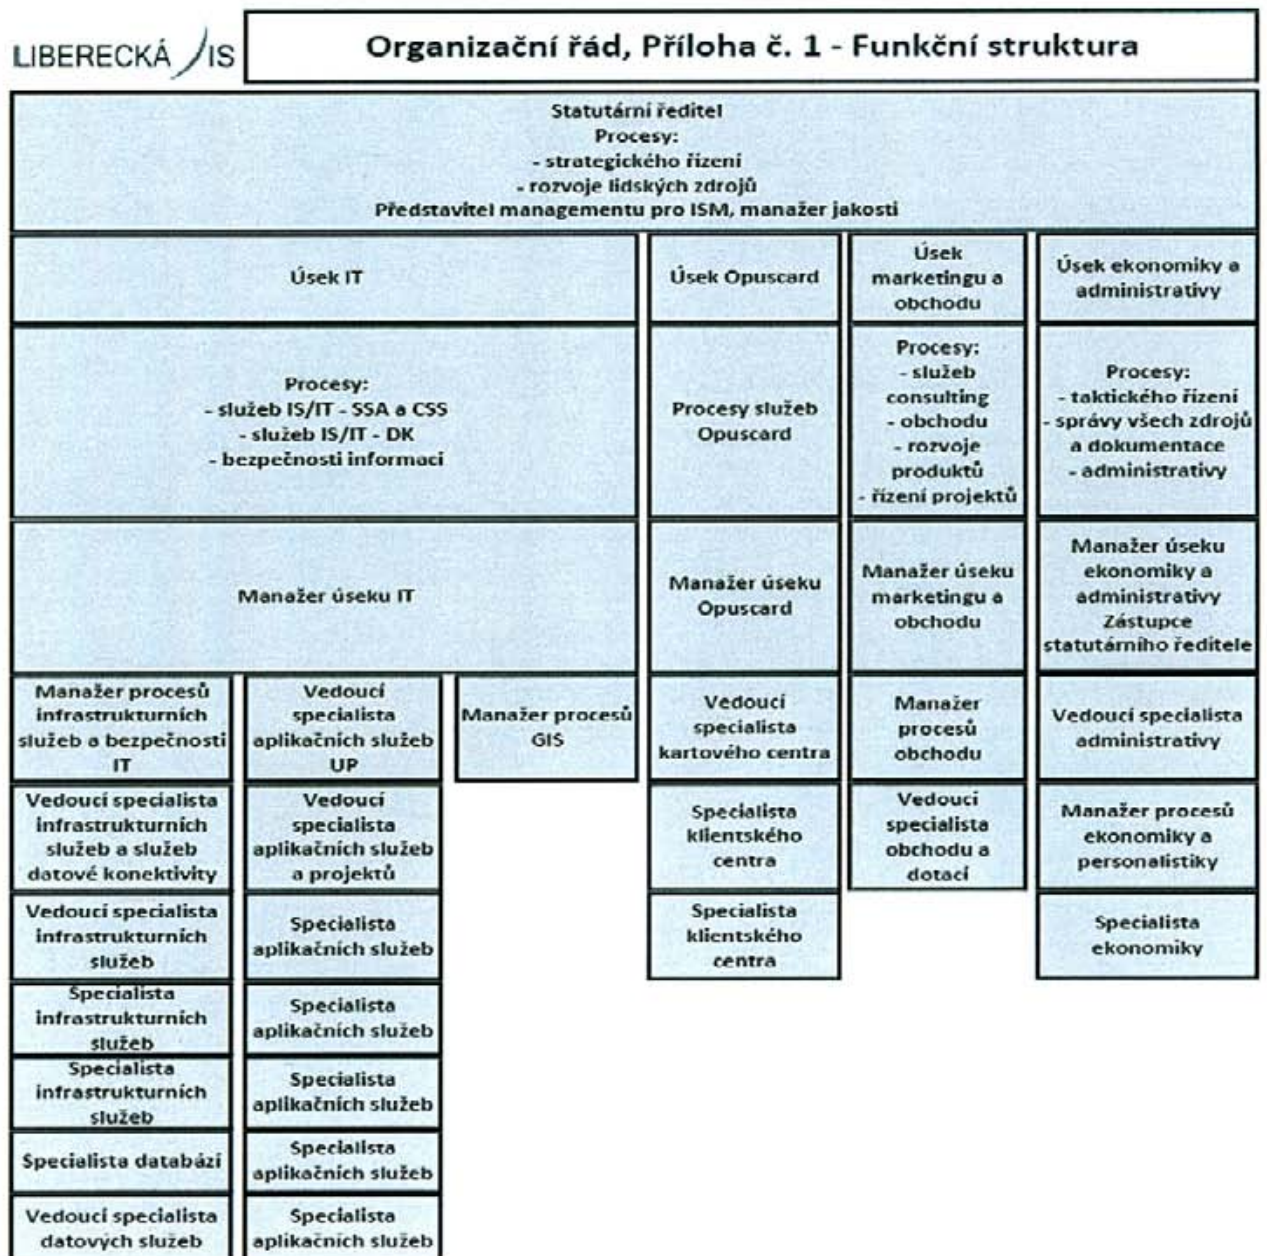 LIBERECKÁ IS
Organizační řád, Příloha č. 1 - Funkční struktura
Statutární ředitel
Procesy:
- strategického řízení
- rozvoje lidských zdrojů
Představitel managementu pro ISM, manažer jakosti
Úsek IT
Úsek Opuscard
Úsek
marketingu a
obchodu
Úsek ekonomiky a
administrativy
Procesy:
- služeb IS/IT - SSA a CSS
- služeb IS/IT - DK
- bezpečnosti informací
Procesy služeb
Opuscard
Procesy:
- služeb
consulting
- obchodu
- rozvoje
produktů
- řízení projektů
Procesy:
- taktického řízení
- správy všech zdrojů
a dokumentace
- administrativy
Manažer úseku IT
Manažer úseku
Opuscard
Manažer úseku
marketingu a
obchodu
Manažer úseku
ekonomiky a
administrativy
Zástupce
statutárního ředitele
Manažer procesů
infrastrukturních
služeb a bezpečnosti
IT
Vedoucí
specialista
aplikačních služeb
UP
Manažer procesů
GIS
Vedoucí
specialista
kartového centra
Manažer
procesů
obchodu
Vedoucí specialista
administrativy
Vedoucí specialista
infrastrukturních
služeb a služeb
datové konektivity
Vedoucí
specialista
aplikačních služeb
a projektů
Specialista
klientského
centra
Vedoucí
specialista
obchodu a
dotací
Manažer procesů
ekonomiky a
personalistiky
Vedoucí specialista
infrastrukturních
služeb
Specialista
aplikačních služeb
Specialista
klientského
centra
Specialista
ekonomiky
Specialista
infrastrukturních
služeb
Specialista
aplikačních služeb
Specialista
infrastrukturních
služeb
Specialista
aplikačních služeb
Specialista databází
Specialista
aplikačních služeb
Vedoucí specialista
datových služeb
Specialista
aplikačních služeb